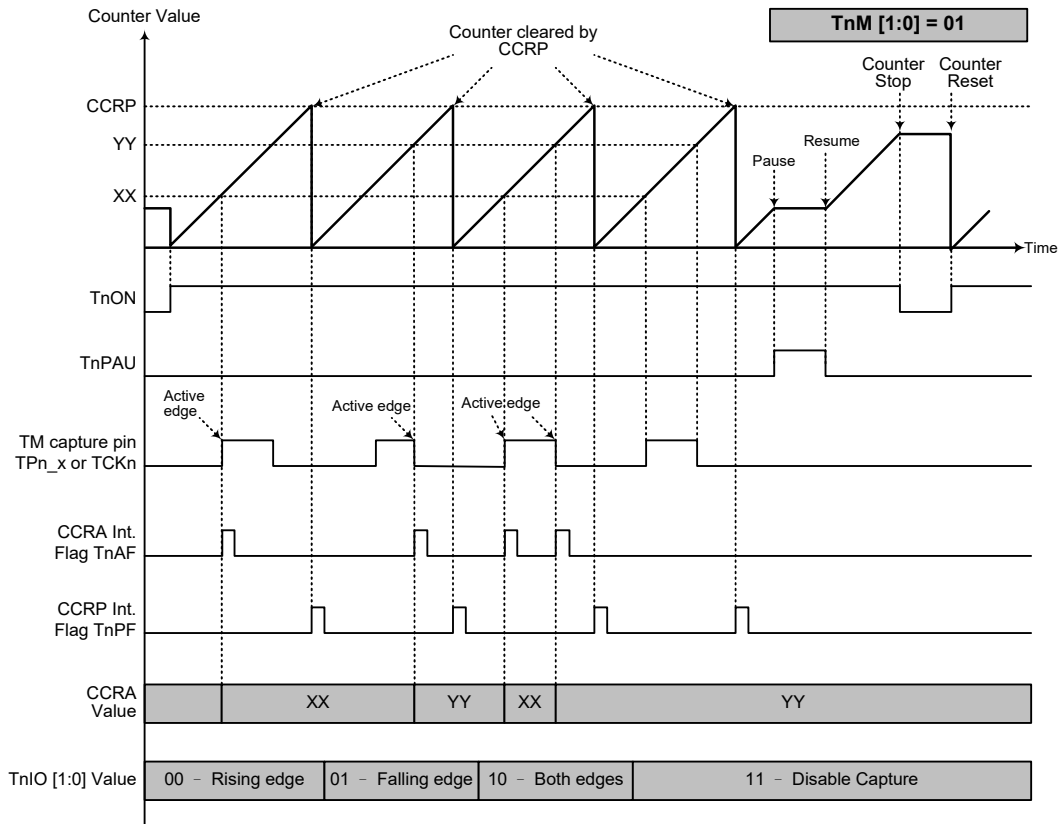 Counter Value
TnM [1:0] = 01
Counter cleared by
CCRP
Counter
Stop
Counter
Reset
CCRP
YY
Resume
Pause
XX
Time
TnON
TnPAU
Active
edge
Active edge
Active edge
TM capture pin
TPn_x or TCKn
CCRA Int.
Flag TnAF
CCRP Int.
Flag TnPF
CCRA
Value
XX
YY
XX
YY
TnIO [1:0] Value
00 – Rising edge
01 – Falling edge
10 – Both edges
11 – Disable Capture